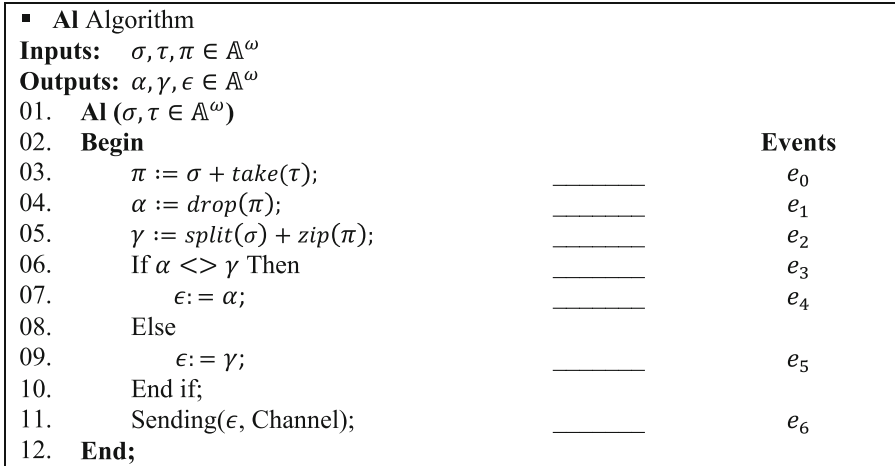 ▪ Al Algorithm
Inputs: σ, τ, π ∈ 𝔸^ω
Outputs: α, γ, ϵ ∈ 𝔸^ω
01. Al (σ, τ ∈ 𝔸^ω)
02. Begin Events
03. π := σ + take(τ); ________ e₀
04. α := drop(π); ________ e₁
05. γ := split(σ) + zip(π); ________ e₂
06. If α <> γ Then ________ e₃
07. ϵ: = α; ________ e₄
08. Else
09. ϵ: = γ; ________ e₅
10. End if;
11. Sending(ϵ, Channel); ________ e₆
12. End;